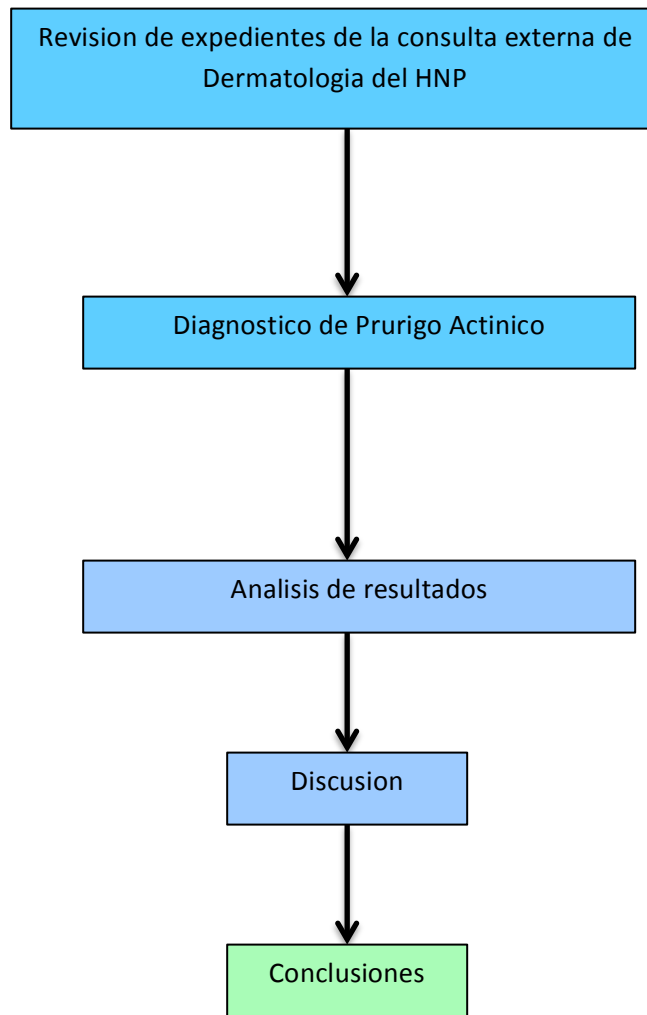 Revision de expedientes de la consulta externa de
Dermatologia del HNP
Diagnostico de Prurigo Actinico
Analisis de resultados
Discusion
Conclusiones